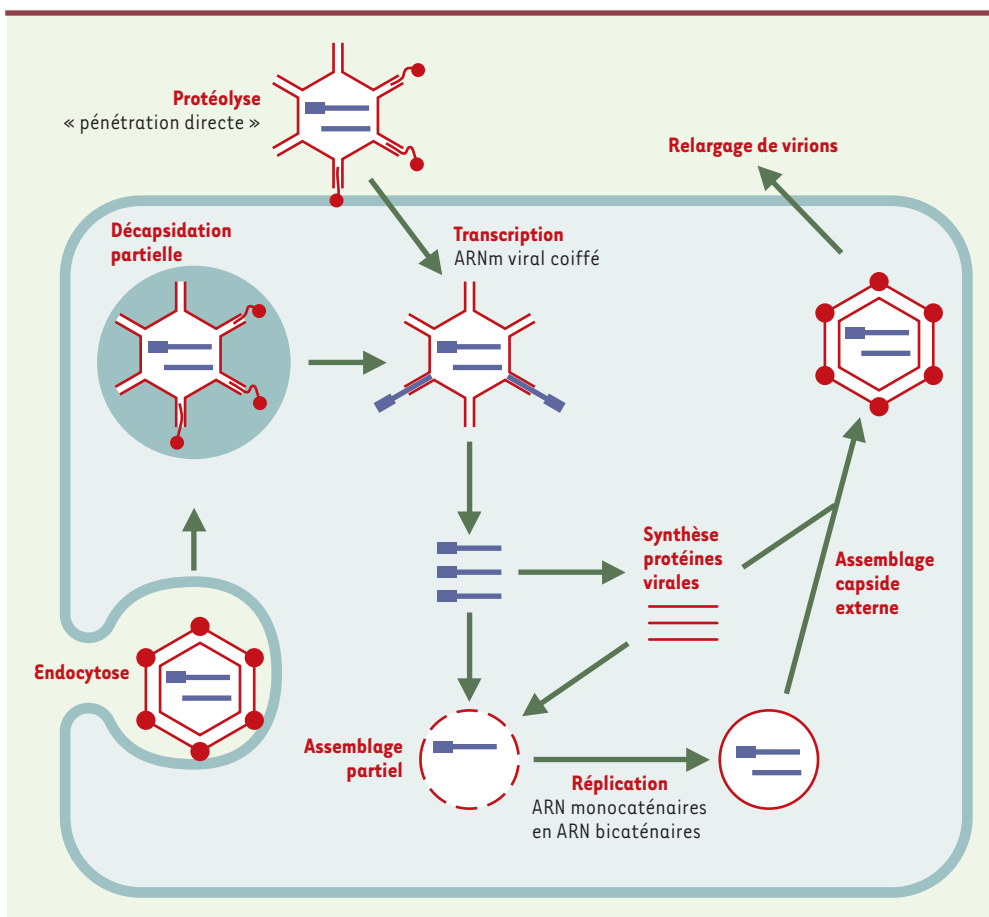 Protéolyse
« pénétration directe »
Relargage de virions
Décapsidation
partielle
Transcription
ARNm viral coiffé
Synthèse
protéines
virales
Assemblage
capside
externe
Endocytose
Assemblage
partiel
Réplication
ARN monocaténaires
en ARN bicaténaires